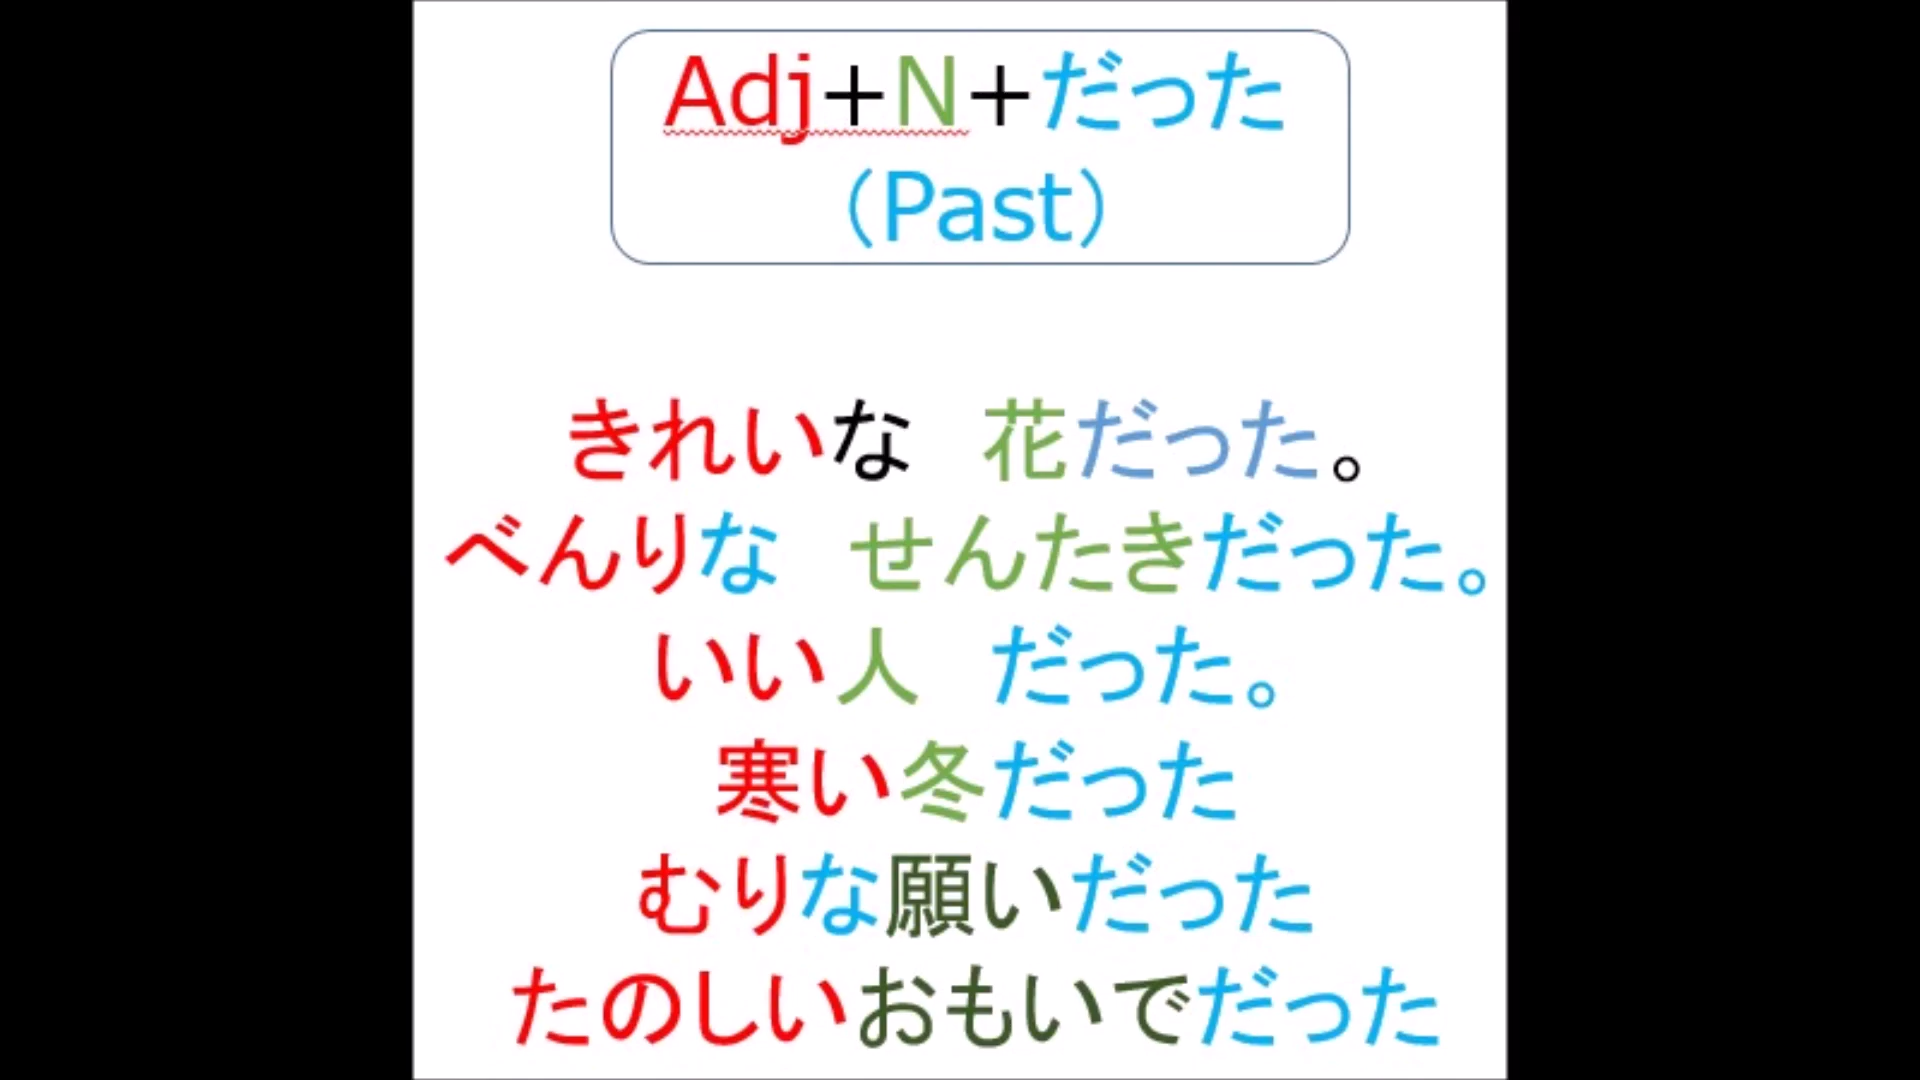 Adj+N+だった
（Past）
きれいな　花だった。
べんりな　せんたきだった。
いい人　だった。
寒い冬だった
むりな願いだった
たのしいおもいでだった